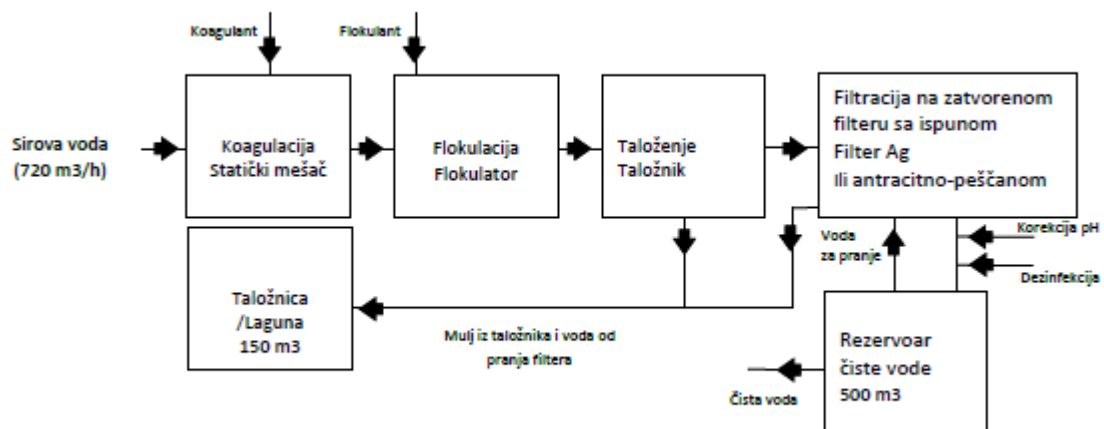 Koagulant
Flokulant
Sirova voda
(720 m3/h)
Koagulacija
Statički mešač
Flokulacija
Flokulator
Taloženje
Taložnik
Filtracija na zatvorenom
filteru sa ispunom
Filter Ag
Ili antracitno-peščanom
Voda
za pranje
Korekcija pH
Dezinfekcija
Taložnica
/Laguna
150 m3
Mulj iz taložnika i voda od
pranja filtera
Rezervoar
čiste vode
500 m3
Čista voda